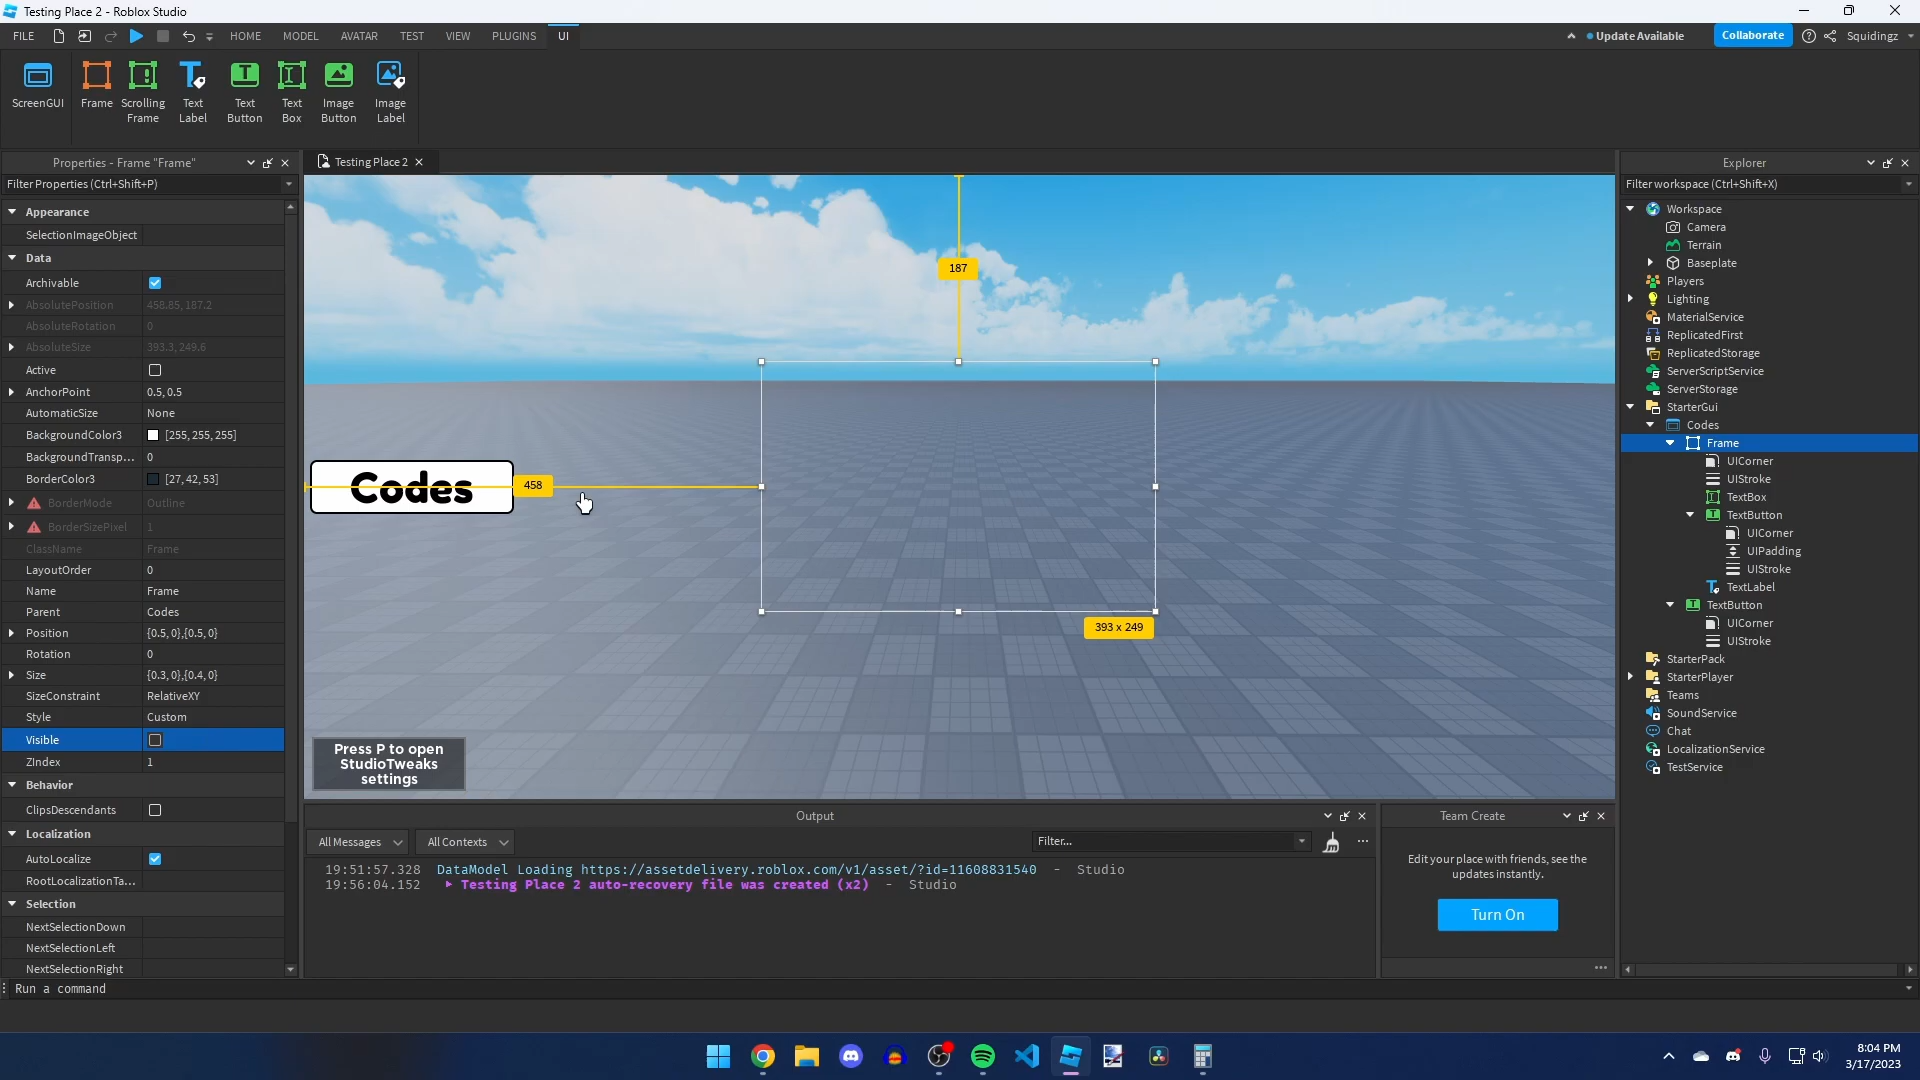 Testing Place 2 - Roblox Studio
FILE HOME MODEL AVATAR TEST VIEW PLUGINS UI Update Available Collaborate Squidingz
ScreenGUI Frame Scrolling Frame Text Label Text Button Text Box Image Button Image Label
Properties - Frame "Frame"
Filter Properties (Ctrl+Shift+P)
Appearance
SelectionImageObject
Data
Archivable
AbsolutePosition 458.85, 187.2
AbsoluteRotation 0
AbsoluteSize 393.3, 249.6
Active
AnchorPoint 0.5, 0.5
AutomaticSize None
BackgroundColor3 [255, 255, 255]
BackgroundTransp... 0
BorderColor3 [27, 42, 53]
BorderMode Outline
BorderSizePixel 1
ClassName Frame
LayoutOrder 0
Name Frame
Parent Codes
Position {0.5, 0},{0.5, 0}
Rotation 0
Size {0.3, 0},{0.4, 0}
SizeConstraint RelativeXY
Style Custom
Visible
ZIndex 1
Behavior
ClipsDescendants
Localization
AutoLocalize
RootLocalizationTa...
Selection
NextSelectionDown
NextSelectionLeft
NextSelectionRight
Testing Place 2
187
Codes 458
393 x 249
Press P to open
StudioTweaks
settings
Output
All Messages All Contexts Filter...
19:51:57.328 DataModel Loading https://assetdelivery.roblox.com/v1/asset/?id=11608831540 - Studio
19:56:04.152 Testing Place 2 auto-recovery file was created (x2) - Studio
Team Create
Edit your place with friends, see the
updates instantly.
Turn On
Explorer
Filter workspace (Ctrl+Shift+X)
Workspace
Camera
Terrain
Baseplate
Players
Lighting
MaterialService
ReplicatedFirst
ReplicatedStorage
ServerScriptService
ServerStorage
StarterGui
Codes
Frame
UICorner
UIStroke
TextBox
TextButton
UICorner
UIPadding
UIStroke
TextLabel
TextButton
UICorner
UIStroke
StarterPack
StarterPlayer
Teams
SoundService
Chat
LocalizationService
TestService
Run a command
8:04 PM
3/17/2023